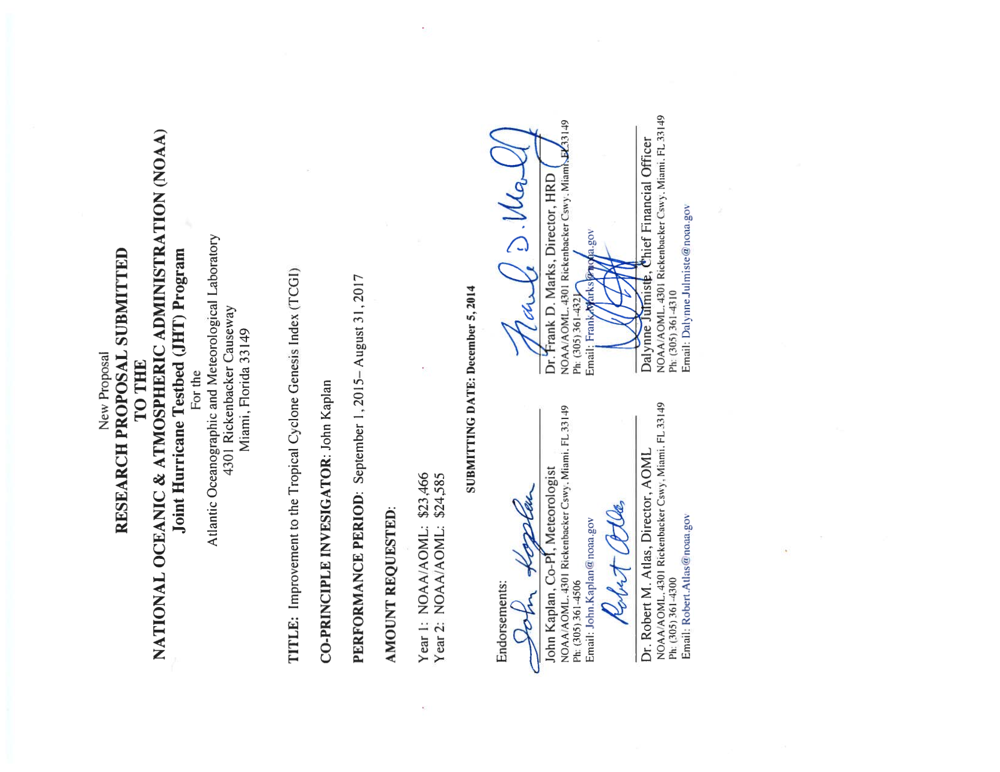 New Proposal
RESEARCH PROPOSAL SUBMITTED
TO THE
NATIONAL OCEANIC & ATMOSPHERIC ADMINISTRATION (NOAA)
Joint Hurricane Testbed (JHT) Program
For the
Atlantic Oceanographic and Meteorological Laboratory
4301 Rickenbacker Causeway
Miami, Florida 33149
TITLE: Improvement to the Tropical Cyclone Genesis Index (TCGI)
CO-PRINCIPLE INVESIGATOR: John Kaplan
PERFORMANCE PERIOD: September 1, 2015– August 31, 2017
AMOUNT REQUESTED:
Year 1: NOAA/AOML: $23,466
Year 2: NOAA/AOML: $24,585
SUBMITTING DATE: December 5, 2014
Endorsements:
John Kaplan
John Kaplan, Co-PI, Meteorologist
NOAA/AOML. 4301 Rickenbacker Cswy. Miami. FL 33149
Ph: (305) 361-4506
Email: John.Kaplan@noaa.gov
Frank D. Marks
Dr. Frank D. Marks, Director, HRD
NOAA/AOML. 4301 Rickenbacker Cswy. Miami. FL 33149
Ph: (305) 361-4321
Email: Frank.Marks@noaa.gov
Robert Atlas
Dr. Robert M. Atlas, Director, AOML
NOAA/AOML. 4301 Rickenbacker Cswy, Miami. FL 33149
Ph: (305) 361-4300
Email: Robert.Atlas@noaa.gov
Dalynne Julmiste, Chief Financial Officer
NOAA/AOML. 4301 Rickenbacker Cswy. Miami. FL 33149
Ph: (305) 361-4310
Email: Dalynne.Julmiste@noaa.gov